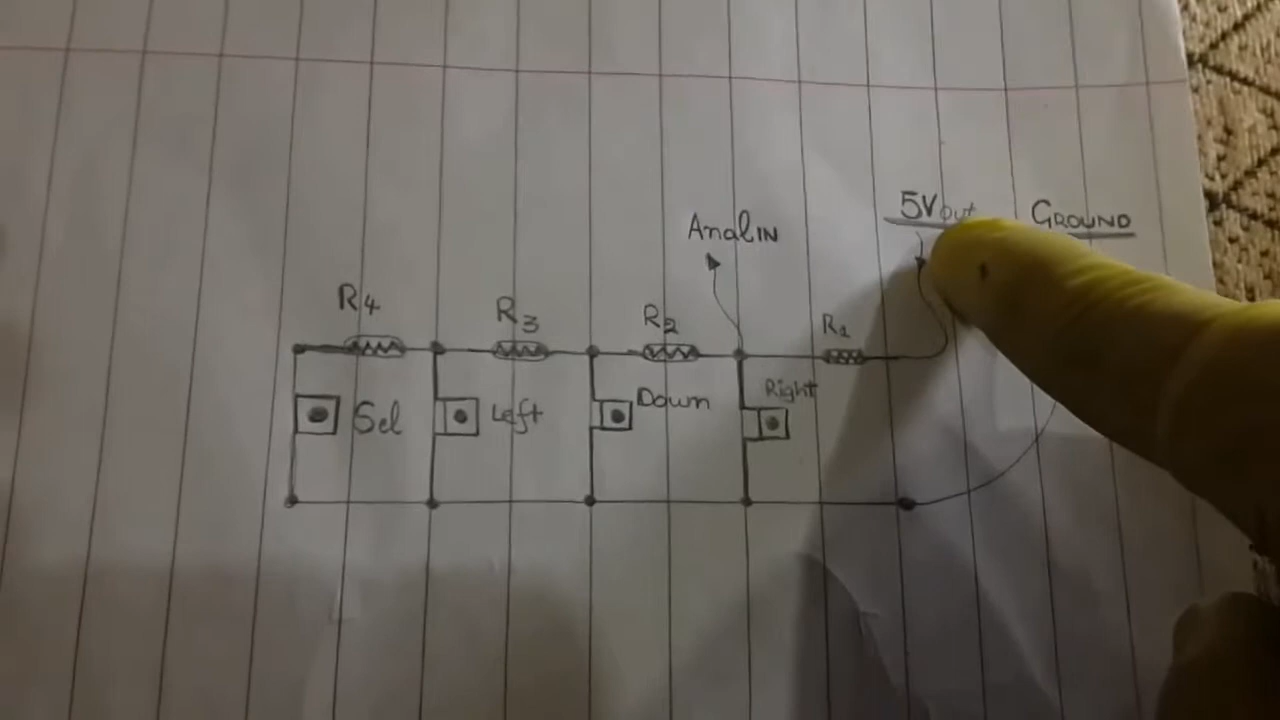 5Vout
GROUND
AnalIN
R4
R3
R2
R1
Sel
Left
Down
Right